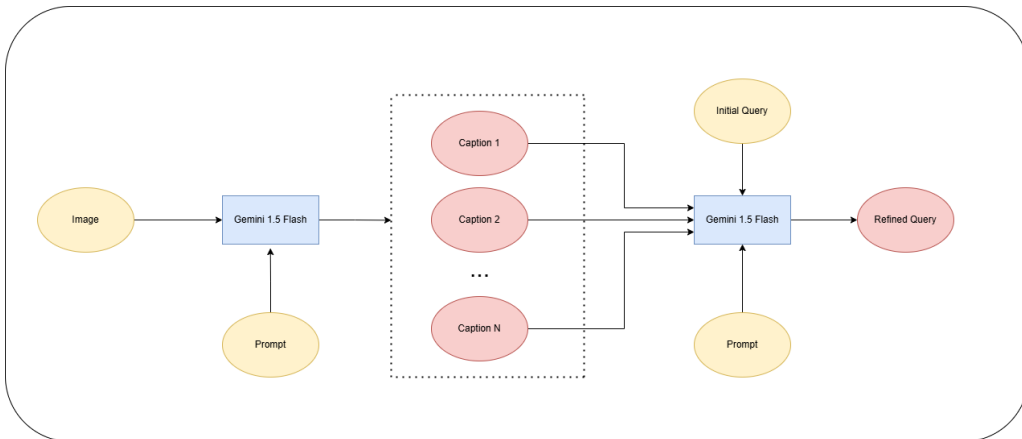 Image
Gemini 1.5 Flash
Prompt
Caption 1
Caption 2
...
Caption N
Initial Query
Gemini 1.5 Flash
Prompt
Refined Query